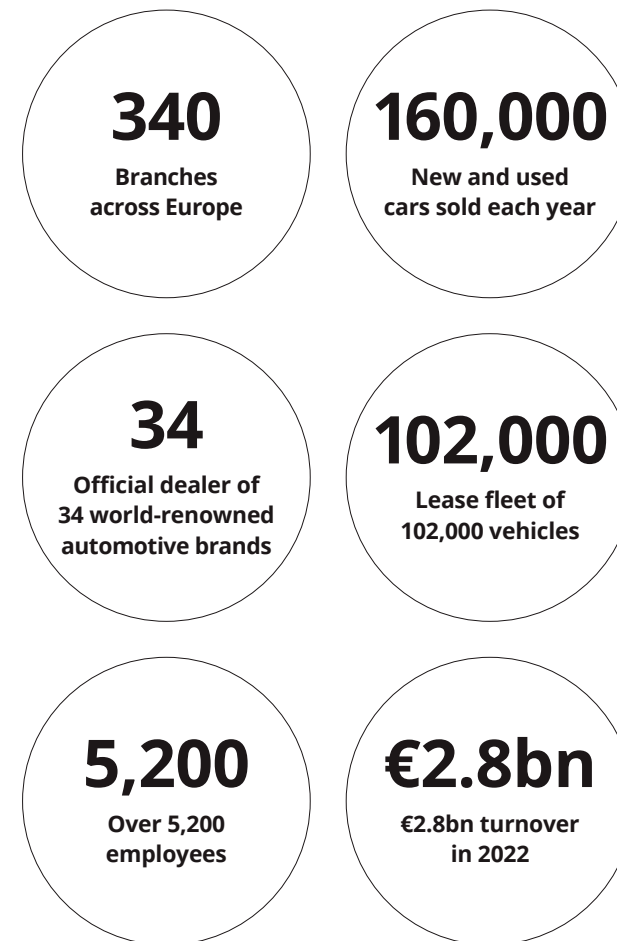 340
Branches
across Europe
160,000
New and used
cars sold each year
34
Official dealer of
34 world-renowned
automotive brands
102,000
Lease fleet of
102,000 vehicles
5,200
Over 5,200
employees
€2.8bn
€2.8bn turnover
in 2022